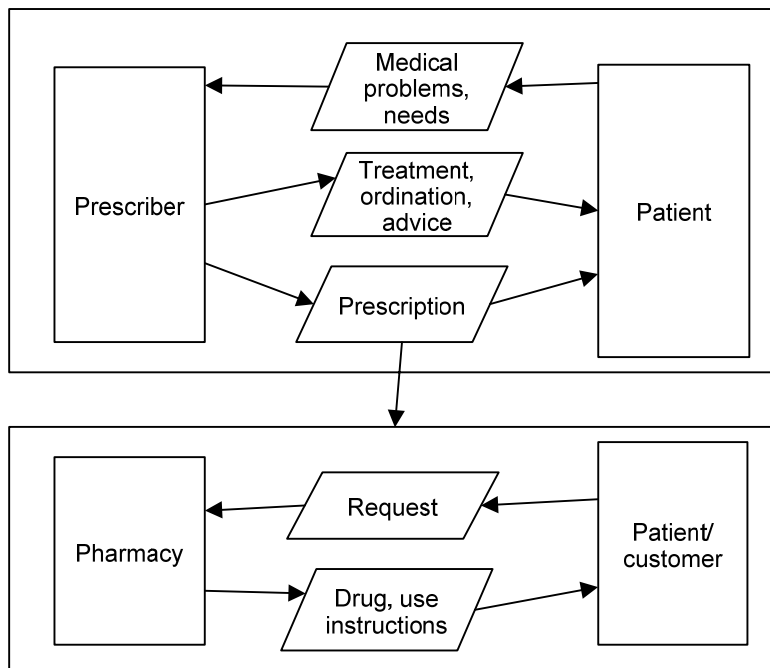 Medical
problems,
needs
Prescriber
Treatment,
ordination,
advice
Patient
Prescription
Request
Pharmacy
Patient/
customer
Drug, use
instructions